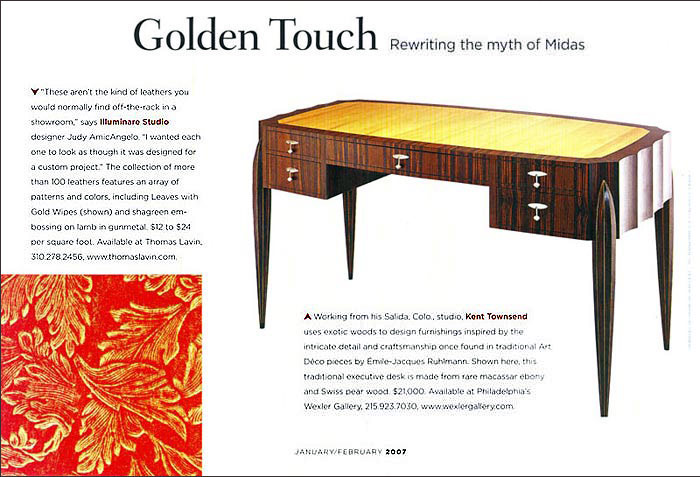 Golden Touch Rewriting the myth of Midas
"These aren't the kind of leathers you
would normally find off-the-rack in a
showroom," says Illuminare Studio
designer Judy AmicAngelo. "I wanted each
one to look as though it was designed for
a custom project." The collection of more
than 100 leathers features an array of
patterns and colors, including Leaves with
Gold Wipes (shown) and shagreen em-
bossing on lamb in gunmetal. $12 to $24
per square foot. Available at Thomas Lavin,
310.278.2456, www.thomaslavin.com.
Working from his Salida, Colo., studio, Kent Townsend
uses exotic woods to design furnishings inspired by the
intricate detail and craftsmanship once found in traditional Art
Déco pieces by Émile-Jacques Ruhlmann. Shown here, this
traditional executive desk is made from rare macassar ebony
and Swiss pear wood. $21,000. Available at Philadelphia's
Wexler Gallery, 215.923.7030, www.wexlergallery.com.
JANUARY/FEBRUARY 2007